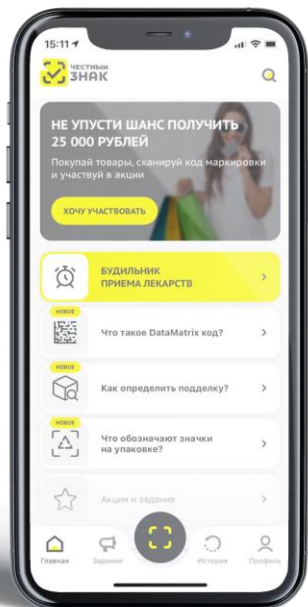 15:11
ЧЕСТНЫЙ
ЗНАК
НЕ УПУСТИ ШАНС ПОЛУЧИТЬ
25 000 РУБЛЕЙ
Покупай товары, сканируй код маркировки
и участвуй в акции
ХОЧУ УЧАСТВОВАТЬ
БУДИЛЬНИК
ПРИЕМА ЛЕКАРСТВ
НОВОЕ
Что такое DataMatrix код?
НОВОЕ
Как определить подделку?
НОВОЕ
Что обозначают значки
на упаковке?
Акции и задания
Главная Задания История Профиль